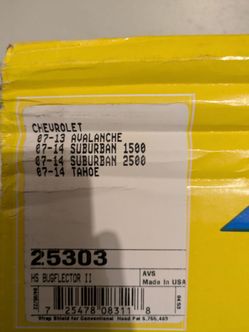 CHEVROLET
07-13 AVALANCHE
07-14 SUBURBAN 1500
07-14 SUBURBAN 2500
07-14 TAHOE
25303
HS BUGFLECTOR II
AVS
Made In USA
7 25478 08311 8